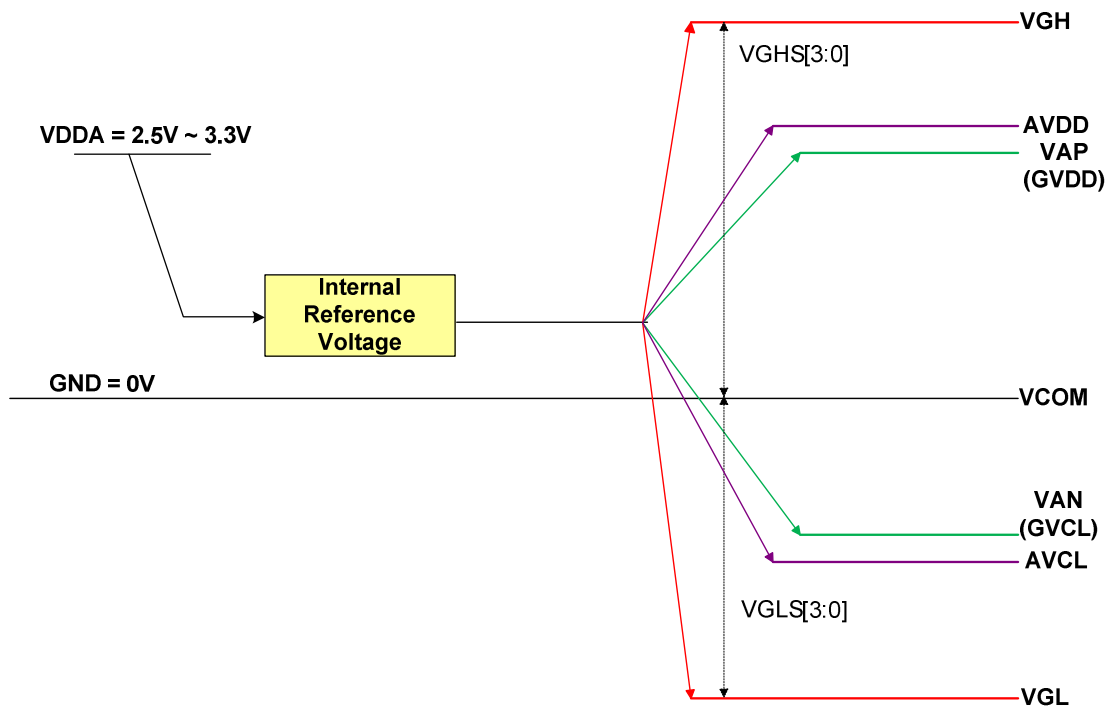 VGH
VGHS[3:0]
VDDA = 2.5V ~ 3.3V
AVDD
VAP
(GVDD)
Internal
Reference
Voltage
GND = 0V
VCOM
VAN
(GVCL)
AVCL
VGLS[3:0]
VGL